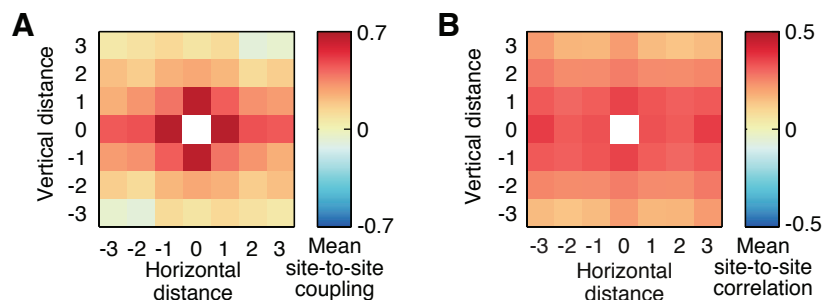 A
Vertical distance
3
2
1
0
-1
-2
-3
-3 -2 -1 0 1 2 3
Horizontal
distance
0.7
0
-0.7
Mean
site-to-site
coupling
B
Vertical distance
3
2
1
0
-1
-2
-3
-3 -2 -1 0 1 2 3
Horizontal
distance
0.5
0
-0.5
Mean
site-to-site
correlation